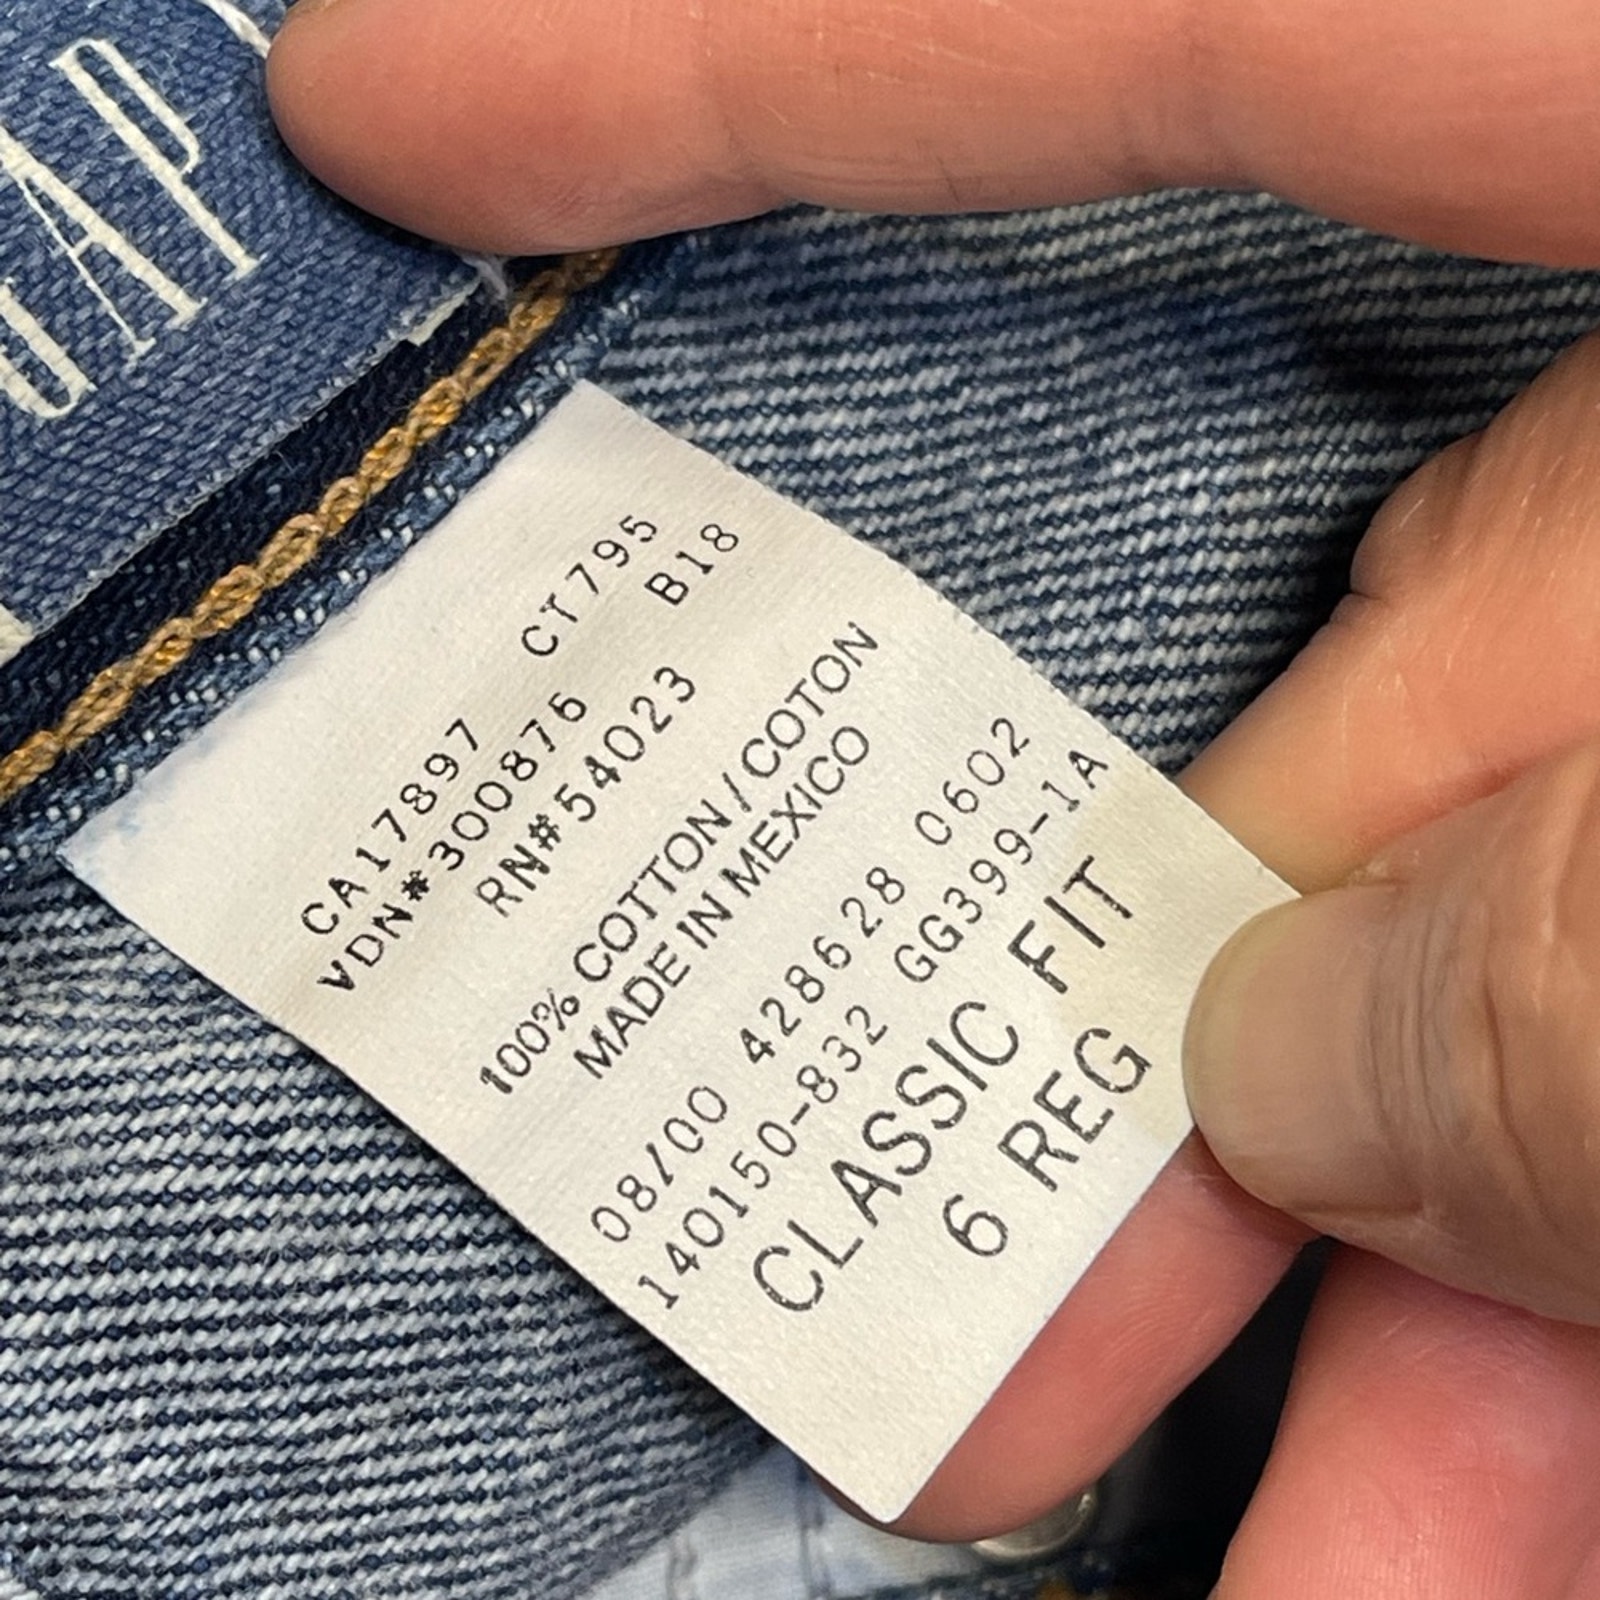 GAP
CA17897 CT795
VDN#300876 B18
RN#54023
100% COTTON / COTON
MADE IN MEXICO
08/00 428628 0602
140150-832 GG399-1A
CLASSIC FIT
6 REG